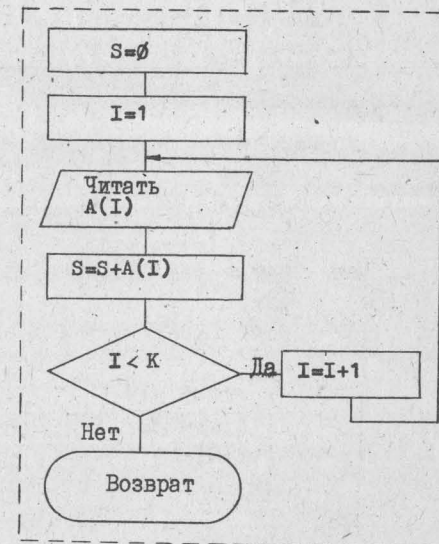 S=Ø
I=1
Читать
A(I)
S=S+A(I)
I < K
Да
I=I+1
Нет
Возврат